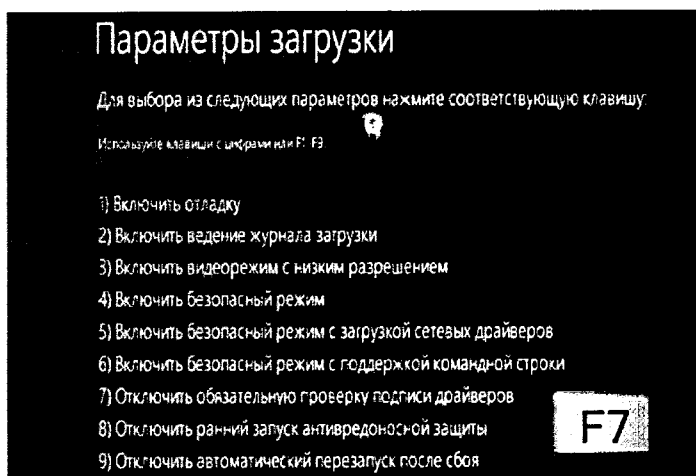 Параметры загрузки
Для выбора из следующих параметров нажмите соответствующую клавишу:
Используйте клавиши с цифрами или F1-F9.
1) Включить отладку
2) Включить ведение журнала загрузки
3) Включить видеорежим с низким разрешением
4) Включить безопасный режим
5) Включить безопасный режим с загрузкой сетевых драйверов
6) Включить безопасный режим с поддержкой командной строки
7) Отключить обязательную проверку подписи драйверов
8) Отключить ранний запуск антивредоносной защиты
9) Отключить автоматический перезапуск после сбоя
F7